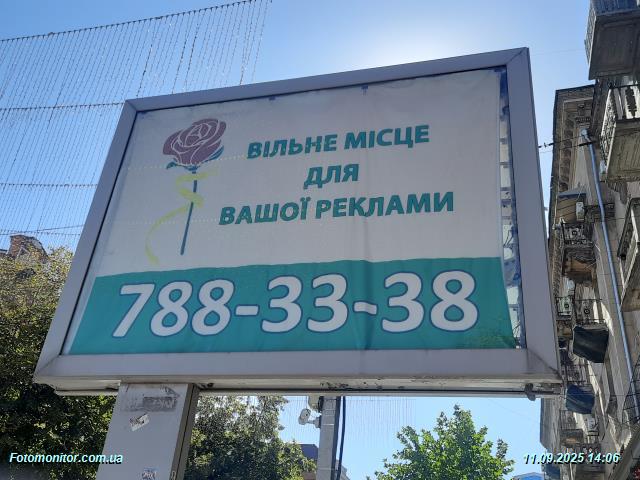 ВІЛЬНЕ МІСЦЕ
ДЛЯ
ВАШОЇ РЕКЛАМИ
788-33-38
Fotomonitor.com.ua
11.09.2025 14:06